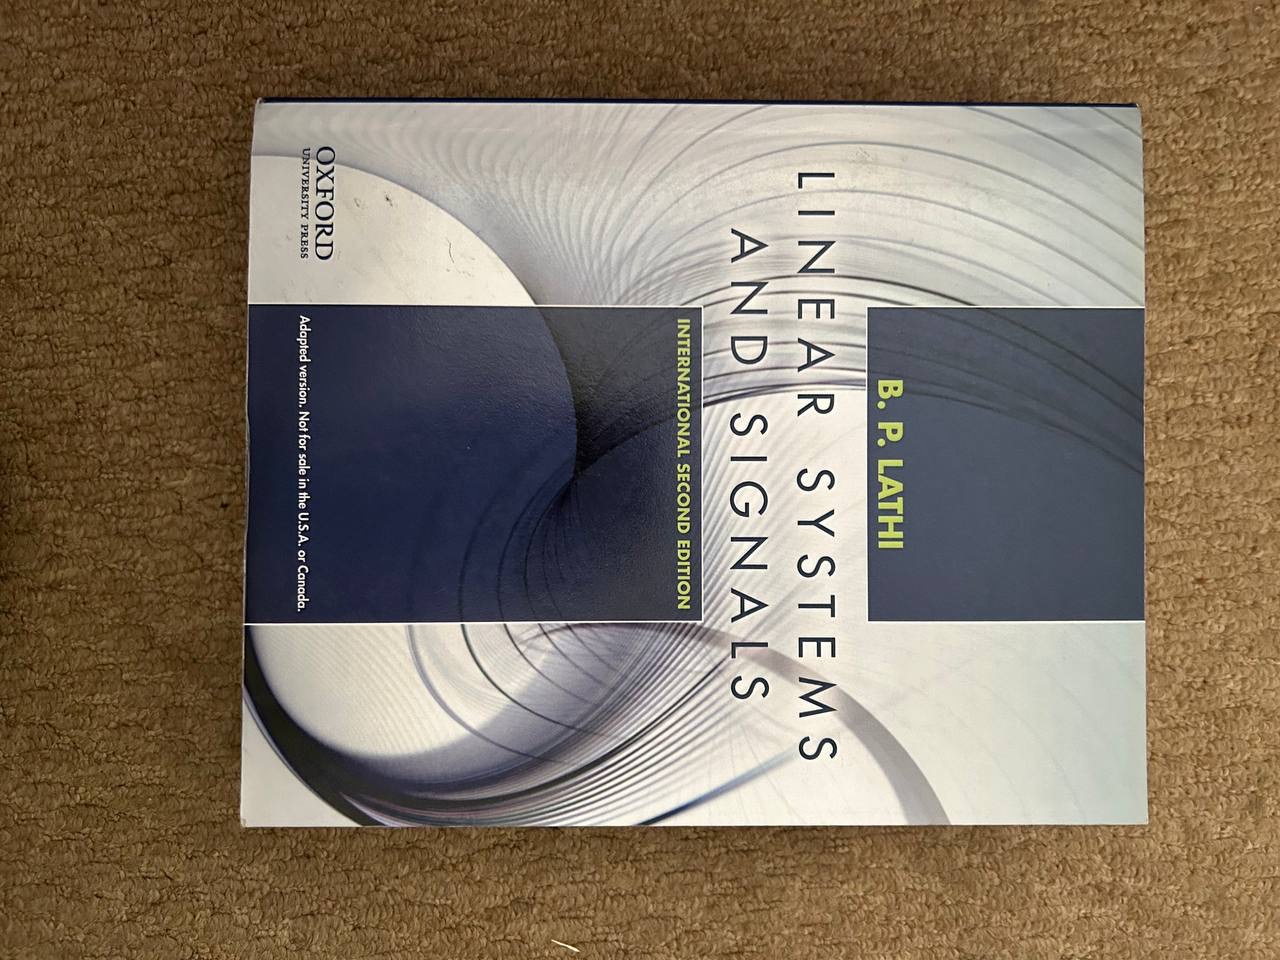 B. P. LATHI
LINEAR SYSTEMS
AND SIGNALS
INTERNATIONAL SECOND EDITION
OXFORD
UNIVERSITY PRESS
Adapted version. Not for sale in the U.S.A. or Canada.